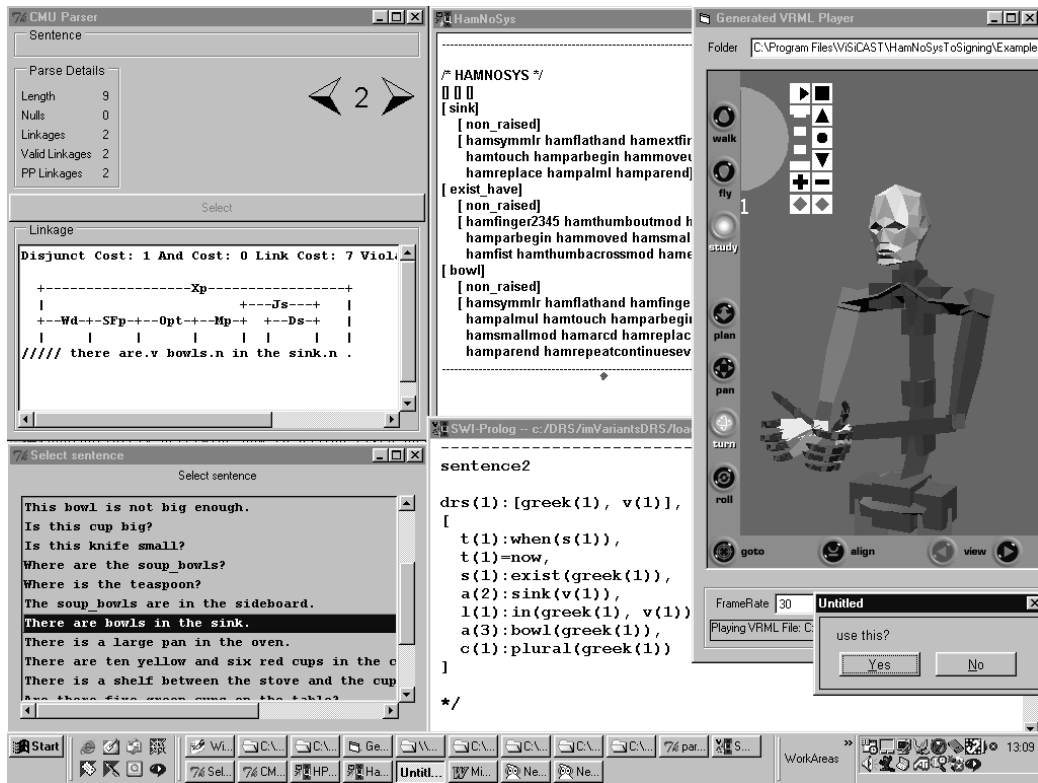 CMU Parser
Sentence
Parse Details
Length 9
Nulls 0
Linkages 2
Valid Linkages 2
PP Linkages 2
2
Select
Linkage
Disjunct Cost: 1 And Cost: 0 Link Cost: 7 Viola
+-------------------Xp------------------+
|                        +---Js---+   |
+--Wd-+-SFp-+--Opt-+--Mp-+  +--Ds-+   |
|     |     |      |     |  |     |   |
///// there are.v bowls.n in the sink.n .
HamNoSys
/* HAMNOSYS */
[] [] []
[ sink]
[ non_raised]
[ hamsymmlr hamflathand hamextfin
hamtouch hamparbegin hammoveu
hamreplace hampalml hamparend]
[ exist_have]
[ non_raised]
[ hamfinger2345 hamthumboutmod h
hamparbegin hammoved hamsmal
hamfist hamthumbacrossmod hame
[ bowl]
[ non_raised]
[ hamsymmlr hamflathand hamfinge
hampalmul hamtouch hamparbegin
hamsmallmod hamarcd hamreplac
hamparend hamrepeatcontinuesev
Generated VRML Player
Folder C:\Program Files\ViSiCAST\HamNoSysToSigning\Example
walk
fly
study
plan
pan
turn
roll
1
goto align view
FrameRate 30
Playing VRML File: C:
Untitled
use this?
Yes No
Select sentence
Select sentence
This bowl is not big enough.
Is this cup big?
Is this knife small?
Where are the soup_bowls?
Where is the teaspoon?
The soup_bowls are in the sideboard.
There are bowls in the sink.
There is a large pan in the oven.
There are ten yellow and six red cups in the c
There is a shelf between the stove and the cup
Are there five green cups on the table?
SWI-Prolog -- c:/DRS/imVariantsDRS/loa
sentence2
drs(1):[greek(1), v(1)],
[
t(1):when(s(1)),
t(1)=now,
s(1):exist(greek(1)),
a(2):sink(v(1)),
l(1):in(greek(1), v(1))
a(3):bowl(greek(1)),
c(1):plural(greek(1))
]
*/
Start Wi... C:\... C:\... Ge... \\... C:\... C:\... C:\... C:\... par... S... WorkAreas » 13:09
Sel... CM... HP... Ha... Untitl... Mi... Ne... Ne...